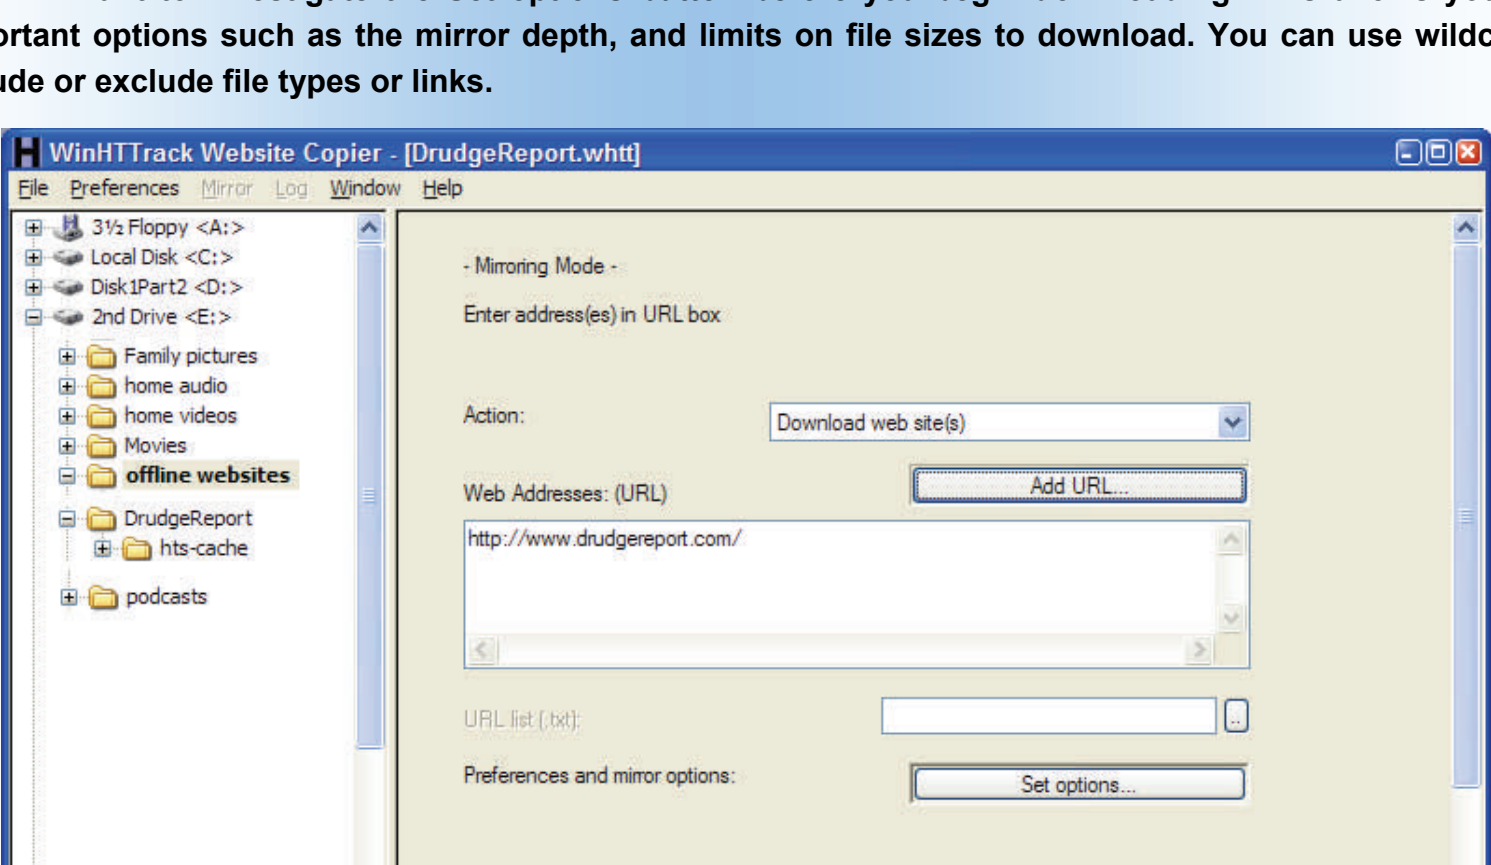 ortant options such as the mirror depth, and limits on file sizes to download. You can use wildc
ude or exclude file types or links.
WinHTTrack Website Copier - [DrudgeReport.whtt]
File Preferences Mirror Log Window Help
3½ Floppy <A:>
Local Disk <C:>
Disk1Part2 <D:>
2nd Drive <E:>
Family pictures
home audio
home videos
Movies
offline websites
DrudgeReport
hts-cache
podcasts
- Mirroring Mode -
Enter address(es) in URL box
Action:
Download web site(s)
Web Addresses: (URL)
Add URL...
http://www.drudgereport.com/
URL list (.txt):
..
Preferences and mirror options:
Set options...